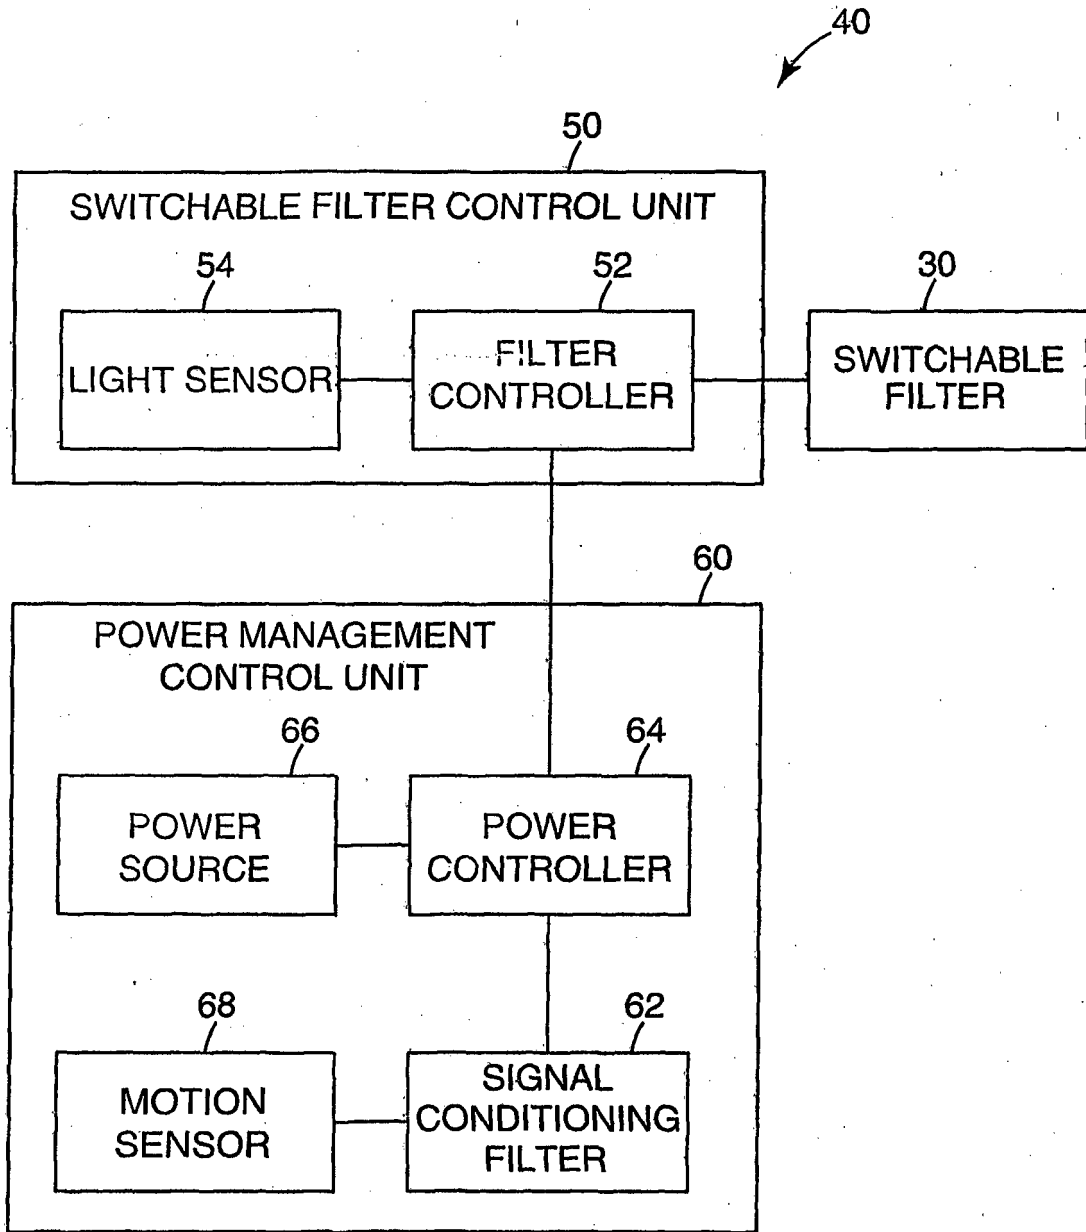 40
50
SWITCHABLE FILTER CONTROL UNIT
54
52
30
LIGHT SENSOR
FILTER
CONTROLLER
SWITCHABLE
FILTER
60
POWER MANAGEMENT
CONTROL UNIT
66
64
POWER
SOURCE
POWER
CONTROLLER
68
62
MOTION
SENSOR
SIGNAL
CONDITIONING
FILTER